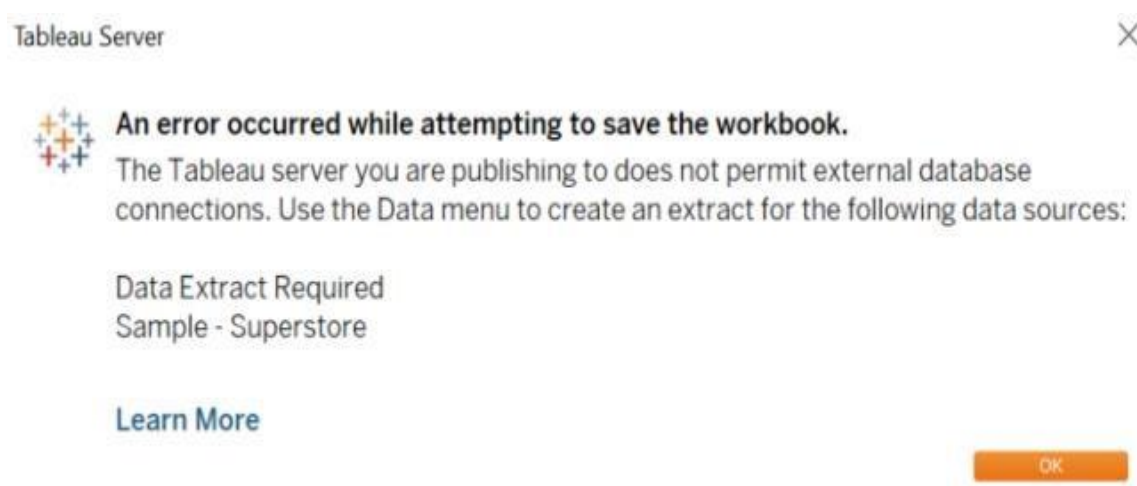 Tableau Server
An error occurred while attempting to save the workbook.
The Tableau server you are publishing to does not permit external database
connections. Use the Data menu to create an extract for the following data sources:
Data Extract Required
Sample - Superstore
Learn More
OK